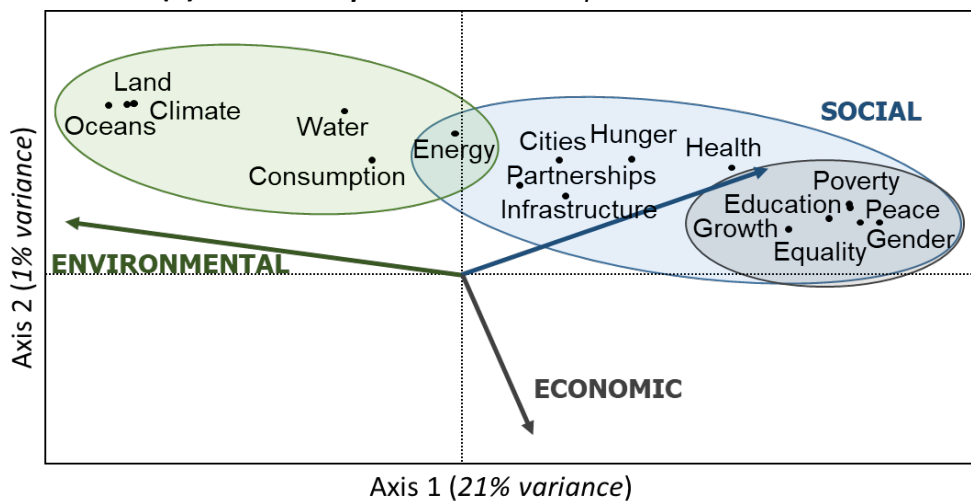 Land
Oceans
Climate
Water
Consumption
Energy
Cities
Hunger
Health
SOCIAL
Partnerships
Infrastructure
Poverty
Education
Peace
Growth
Gender
Equality
ENVIRONMENTAL
ECONOMIC
Axis 2 (1% variance)
Axis 1 (21% variance)